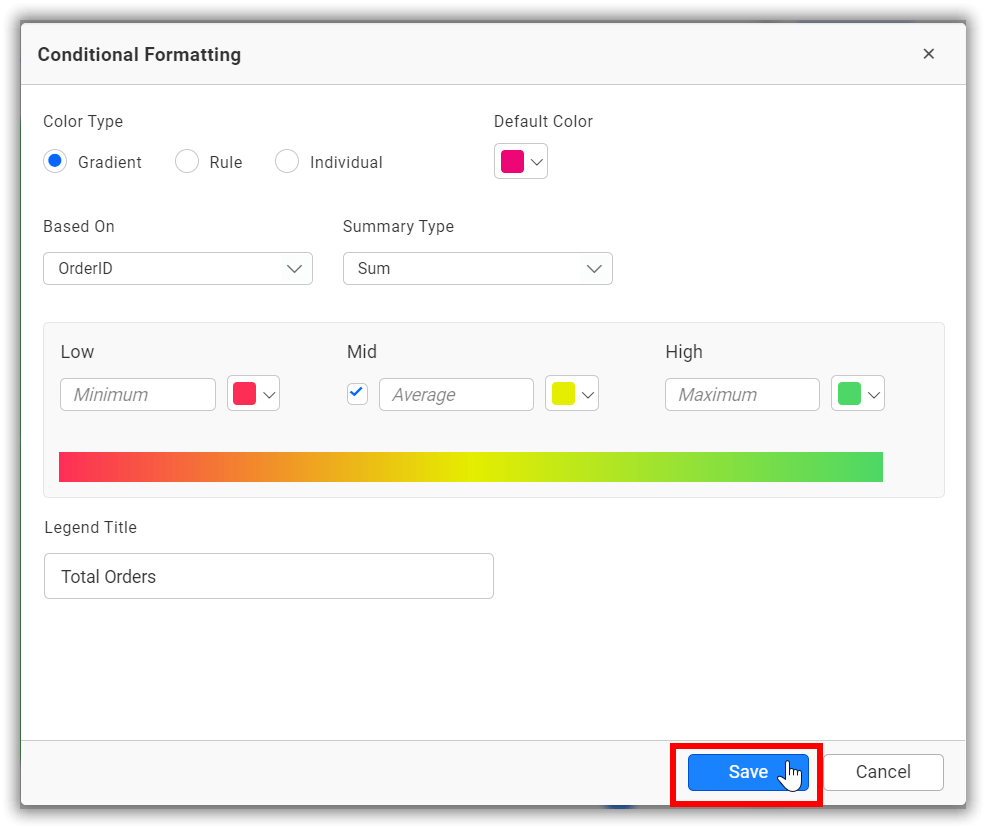 Conditional Formatting
Color Type
Default Color
Gradient
Rule
Individual
Based On
Summary Type
OrderID
Sum
Low
Mid
High
Minimum
Average
Maximum
Legend Title
Total Orders
Save
Cancel